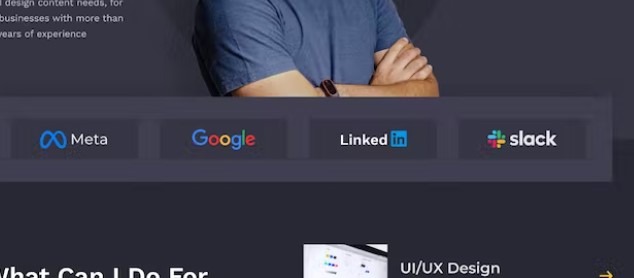 design content needs, for
businesses with more than
years of experience
Meta
Google
Linked in
slack
What Can I Do For
UI/UX Design